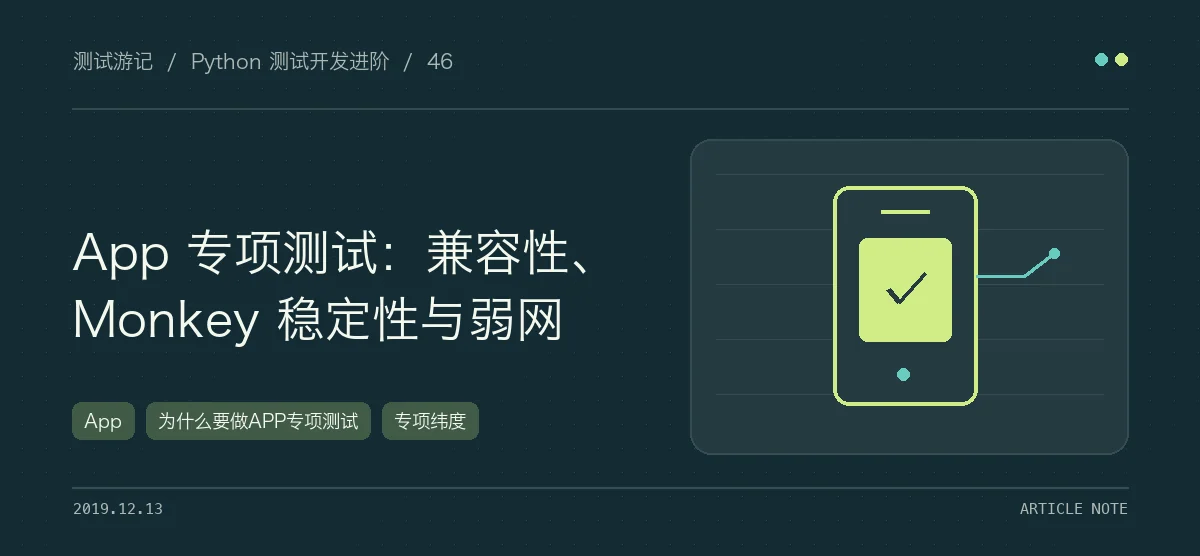 测试游记 / Python 测试开发进阶 / 46
App 专项测试：兼容性、
Monkey 稳定性与弱网
App
为什么要做APP专项测试
专项纬度
2019.12.13
ARTICLE NOTE